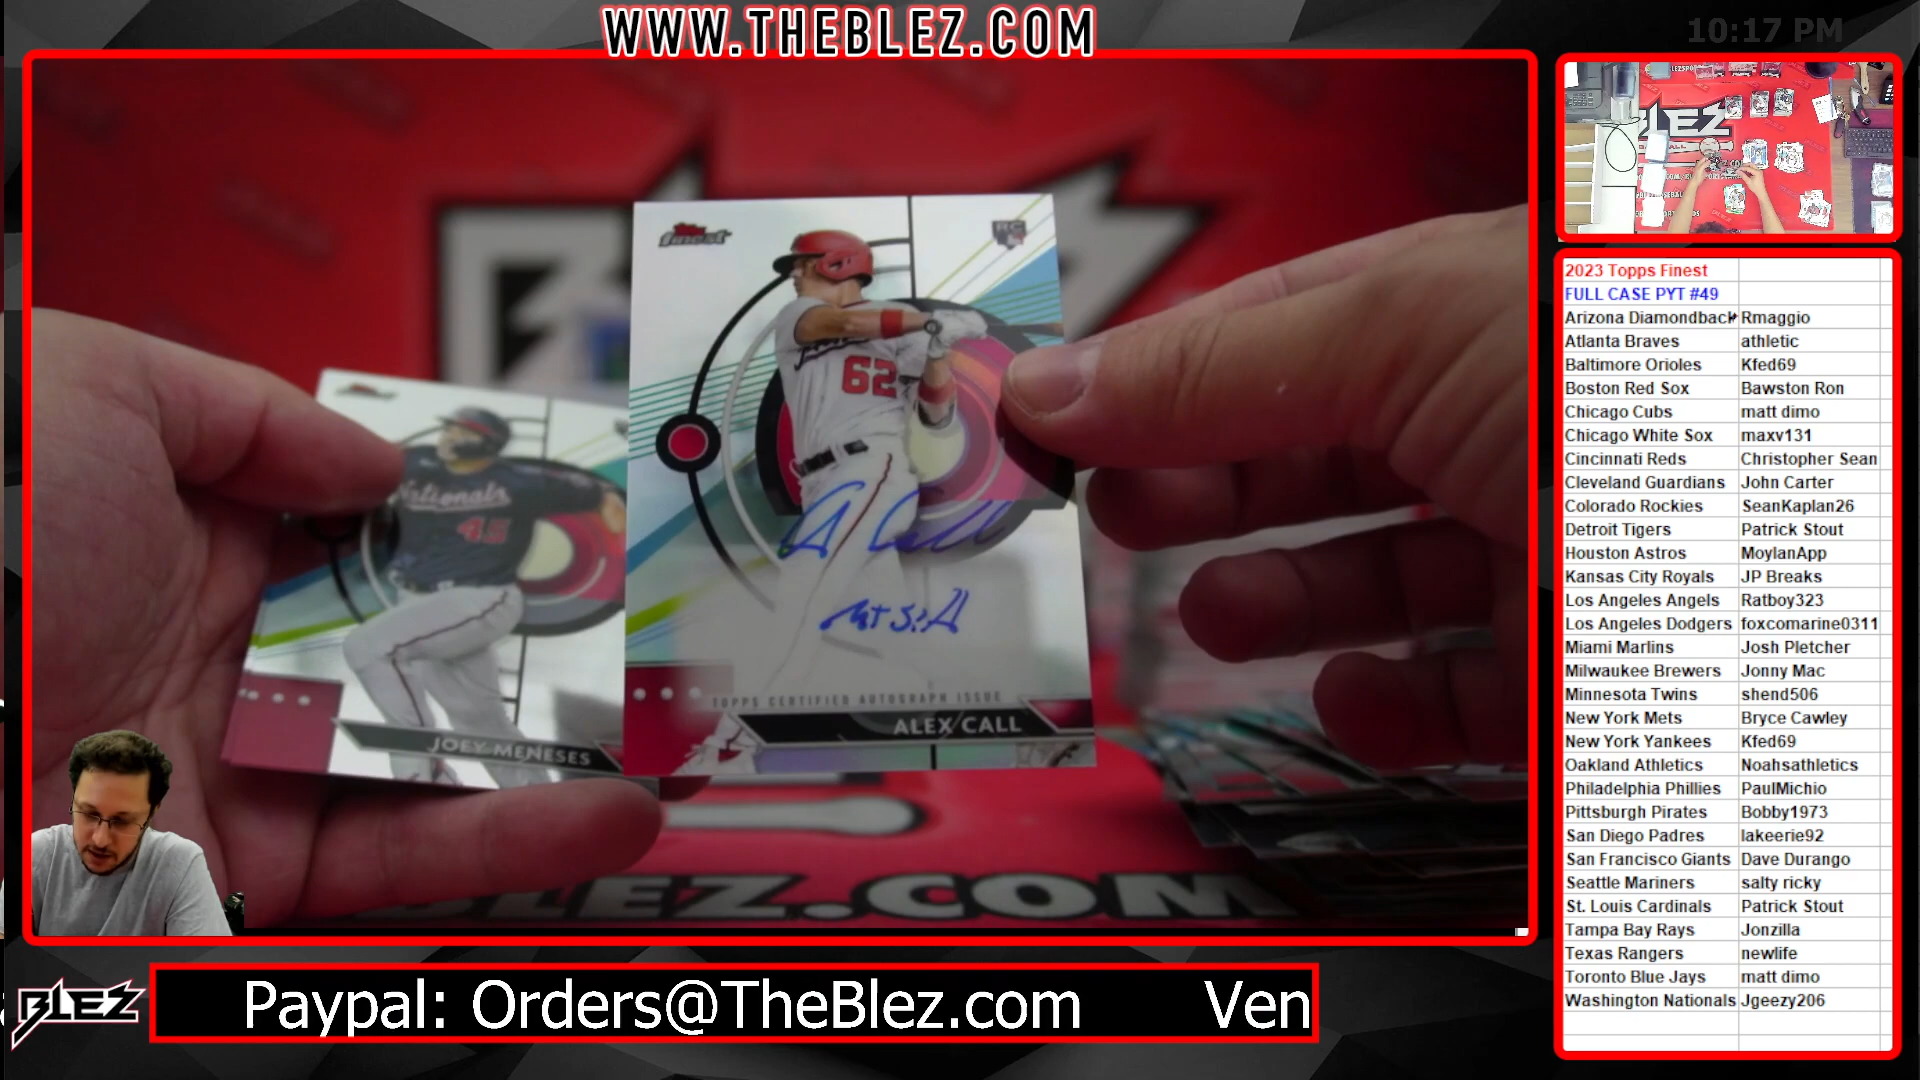 WWW.THEBLEZ.COM
10:17 PM
Topps
finest
RC
62
Nationals
45
TOPPS CERTIFIED AUTOGRAPH ISSUE
ALEX CALL
JOEY MENESES
LEZ.COM
BLEZ
Paypal: Orders@TheBlez.com Ven
LEZ
2023 Topps Finest
FULL CASE PYT #49
Arizona Diamondback Rmaggio
Atlanta Braves athletic
Baltimore Orioles Kfed69
Boston Red Sox Bawston Ron
Chicago Cubs matt dimo
Chicago White Sox maxv131
Cincinnati Reds Christopher Sean
Cleveland Guardians John Carter
Colorado Rockies SeanKaplan26
Detroit Tigers Patrick Stout
Houston Astros MoylanApp
Kansas City Royals JP Breaks
Los Angeles Angels Ratboy323
Los Angeles Dodgers foxcomarine0311
Miami Marlins Josh Pletcher
Milwaukee Brewers Jonny Mac
Minnesota Twins shend506
New York Mets Bryce Cawley
New York Yankees Kfed69
Oakland Athletics Noahsathletics
Philadelphia Phillies PaulMichio
Pittsburgh Pirates Bobby1973
San Diego Padres lakeerie92
San Francisco Giants Dave Durango
Seattle Mariners salty ricky
St. Louis Cardinals Patrick Stout
Tampa Bay Rays Jonzilla
Texas Rangers newlife
Toronto Blue Jays matt dimo
Washington Nationals Jgeezy206